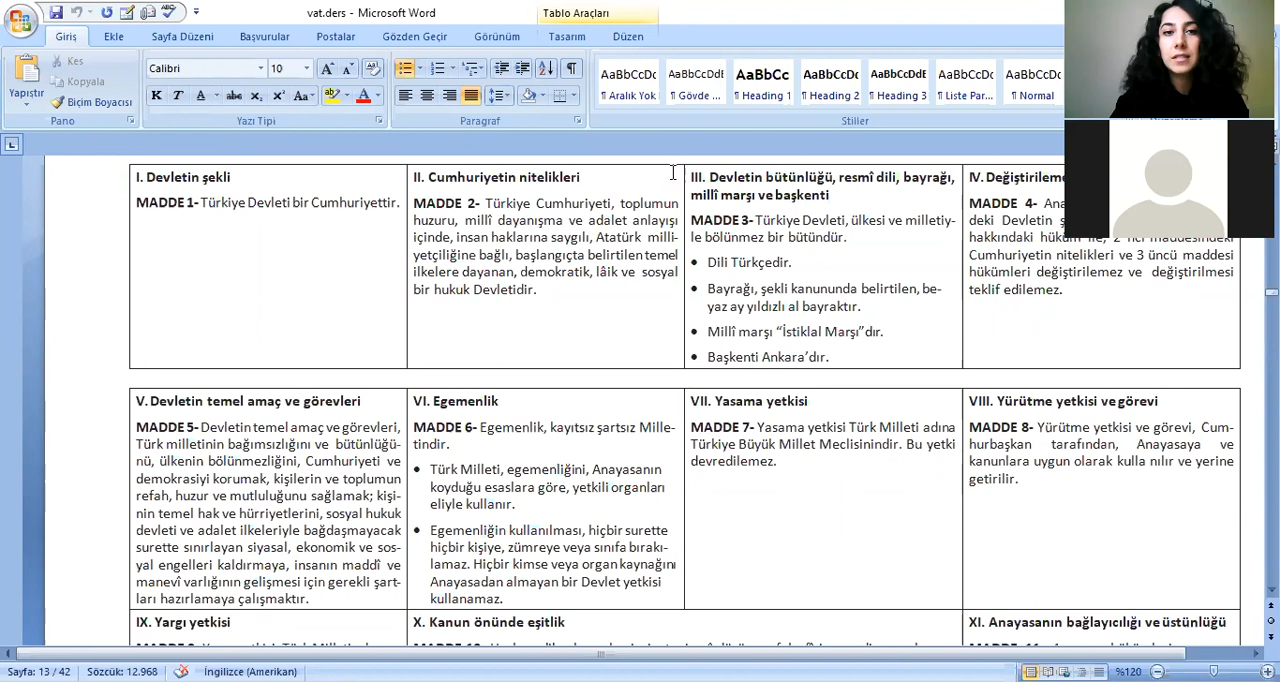 vat.ders - Microsoft Word
Tablo Araçları
Giriş Ekle Sayfa Düzeni Başvurular Postalar Gözden Geçir Görünüm Tasarım Düzen
Yapıştır
Kes
Kopyala
Biçim Boyacısı
Calibri 10
K T A abc x₂ x² Aa
AaBbCcDc AaBbCcDdE AaBbCc AaBbCcDc AaBbCcDdE AaBbCcDc AaBbCcDc
¶ Aralık Yok Gövde ... ¶ Heading 1 ¶ Heading 2 ¶ Heading 3 ¶ Liste Par... ¶ Normal
Pano Yazı Tipi Paragraf Stiller
I. Devletin şekli
MADDE 1- Türkiye Devleti bir Cumhuriyettir.
II. Cumhuriyetin nitelikleri
MADDE 2- Türkiye Cumhuriyeti, toplumun
huzuru, millî dayanışma ve adalet anlayışı
içinde, insan haklarına saygılı, Atatürk milli-
yetçiliğine bağlı, başlangıçta belirtilen temel
ilkelere dayanan, demokratik, lâik ve sosyal
bir hukuk Devletidir.
III. Devletin bütünlüğü, resmî dili, bayrağı,
millî marşı ve başkenti
MADDE 3- Türkiye Devleti, ülkesi ve milletiy-
le bölünmez bir bütündür.
• Dili Türkçedir.
• Bayrağı, şekli kanununda belirtilen, be-
yaz ay yıldızlı al bayraktır.
• Millî marşı “İstiklal Marşı”dır.
• Başkenti Ankara’dır.
IV. Değiştirileme
MADDE 4- Ana
deki Devletin ş
hakkındaki hüküm ile, 2 nci maddesindeki
Cumhuriyetin nitelikleri ve 3 üncü maddesi
hükümleri değiştirilemez ve değiştirilmesi
teklif edilemez.
V. Devletin temel amaç ve görevleri
MADDE 5- Devletin temel amaç ve görevleri,
Türk milletinin bağımsızlığını ve bütünlüğü-
nü, ülkenin bölünmezliğini, Cumhuriyeti ve
demokrasiyi korumak, kişilerin ve toplumun
refah, huzur ve mutluluğunu sağlamak; kişi-
nin temel hak ve hürriyetlerini, sosyal hukuk
devleti ve adalet ilkeleriyle bağdaşmayacak
surette sınırlayan siyasal, ekonomik ve sos-
yal engelleri kaldırmaya, insanın maddî ve
manevî varlığının gelişmesi için gerekli şart-
ları hazırlamaya çalışmaktır.
VI. Egemenlik
MADDE 6- Egemenlik, kayıtsız şartsız Mille-
tindir.
• Türk Milleti, egemenliğini, Anayasanın
koyduğu esaslara göre, yetkili organları
eliyle kullanır.
• Egemenliğin kullanılması, hiçbir surette
hiçbir kişiye, zümreye veya sınıfa bırakı-
lamaz. Hiçbir kimse veya organ kaynağını
Anayasadan almayan bir Devlet yetkisi
kullanamaz.
VII. Yasama yetkisi
MADDE 7- Yasama yetkisi Türk Milleti adına
Türkiye Büyük Millet Meclisinindir. Bu yetki
devredilemez.
VIII. Yürütme yetkisi ve görevi
MADDE 8- Yürütme yetkisi ve görevi, Cum-
hurbaşkan tarafından, Anayasaya ve
kanunlara uygun olarak kulla nılır ve yerine
getirilir.
IX. Yargı yetkisi
X. Kanun önünde eşitlik
XI. Anayasanın bağlayıcılığı ve üstünlüğü
Sayfa: 13 / 42 Sözcük: 12.968 İngilizce (Amerikan) %120